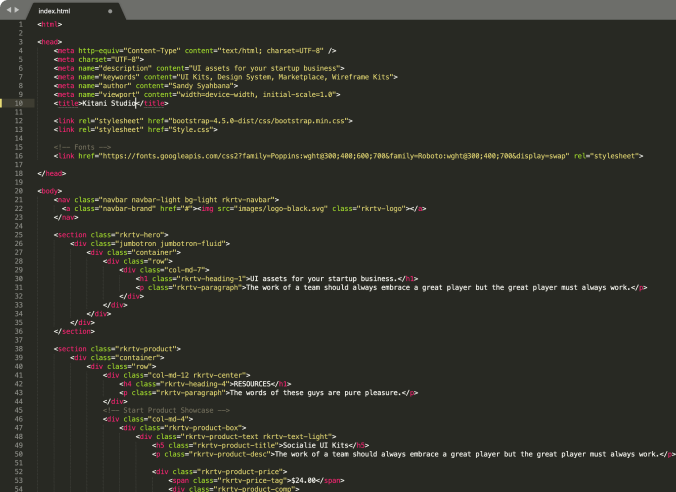 index.html
1 <html>
2
3 <head>
4 <meta http-equiv="Content-Type" content="text/html; charset=UTF-8" />
5 <meta charset="UTF-8">
6 <meta name="description" content="UI assets for your startup business">
7 <meta name="keywords" content="UI Kits, Design System, Marketplace, Wireframe Kits">
8 <meta name="author" content="Sandy Syahbana">
9 <meta name="viewport" content="width=device-width, initial-scale=1.0">
10 <title>Kitani Studio</title>
11
12 <link rel="stylesheet" href="bootstrap-4.5.0-dist/css/bootstrap.min.css">
13 <link rel="stylesheet" href="Style.css">
14
15 <!-- Fonts -->
16 <link href="https://fonts.googleapis.com/css2?family=Poppins:wght@300;400;600;700&family=Roboto:wght@300;400;700&display=swap" rel="stylesheet">
17
18 </head>
19
20 <body>
21 <nav class="navbar navbar-light bg-light rkrtv-navbar">
22 <a class="navbar-brand" href="#"><img src="images/logo-black.svg" class="rkrtv-logo"></a>
23 </nav>
24
25 <section class="rkrtv-hero">
26 <div class="jumbotron jumbotron-fluid">
27 <div class="container">
28 <div class="row">
29 <div class="col-md-7">
30 <h1 class="rkrtv-heading-1">UI assets for your startup business.</h1>
31 <p class="rkrtv-paragraph">The work of a team should always embrace a great player but the great player must always work.</p>
32 </div>
33 </div>
34 </div>
35 </div>
36 </section>
37
38 <section class="rkrtv-product">
39 <div class="container">
40 <div class="row">
41 <div class="col-md-12 rkrtv-center">
42 <h4 class="rkrtv-heading-4">RESOURCES</h1>
43 <p class="rkrtv-paragraph">The words of these guys are pure pleasure.</p>
44 </div>
45 <!-- Start Product Showcase -->
46 <div class="col-md-4">
47 <div class="rkrtv-product-box">
48 <div class="rkrtv-product-text rkrtv-text-light">
49 <h5 class="rkrtv-product-title">Socialie UI Kits</h5>
50 <p class="rkrtv-product-desc">The work of a team should always embrace a great player but the great player must always work.</p>
51
52 <div class="rkrtv-product-price">
53 <span class="rkrtv-price-tag">$24.00</span>
54 <div class="rkrtv-product-comp">